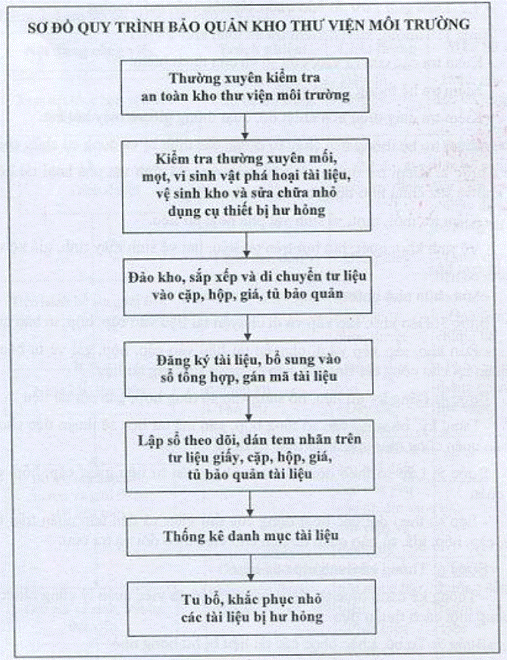 SƠ ĐỒ QUY TRÌNH BẢO QUẢN KHO THƯ VIỆN MÔI TRƯỜNG
Thường xuyên kiểm tra
an toàn kho thư viện môi trường
Kiểm tra thường xuyên mối,
mọt, vi sinh vật phá hoại tài liệu,
vệ sinh kho và sửa chữa nhỏ
dụng cụ thiết bị hư hỏng
Đảo kho, sắp xếp và di chuyển tư liệu
vào cặp, hộp, giá, tủ bảo quản
Đăng ký tài liệu, bổ sung vào
sổ tổng hợp, gán mã tài liệu
Lập sổ theo dõi, dán tem nhãn trên
tư liệu giấy, cặp, hộp, giá,
tủ bảo quản tài liệu
Thống kê danh mục tài liệu
Tu bổ, khắc phục nhỏ
các tài liệu bị hư hỏng